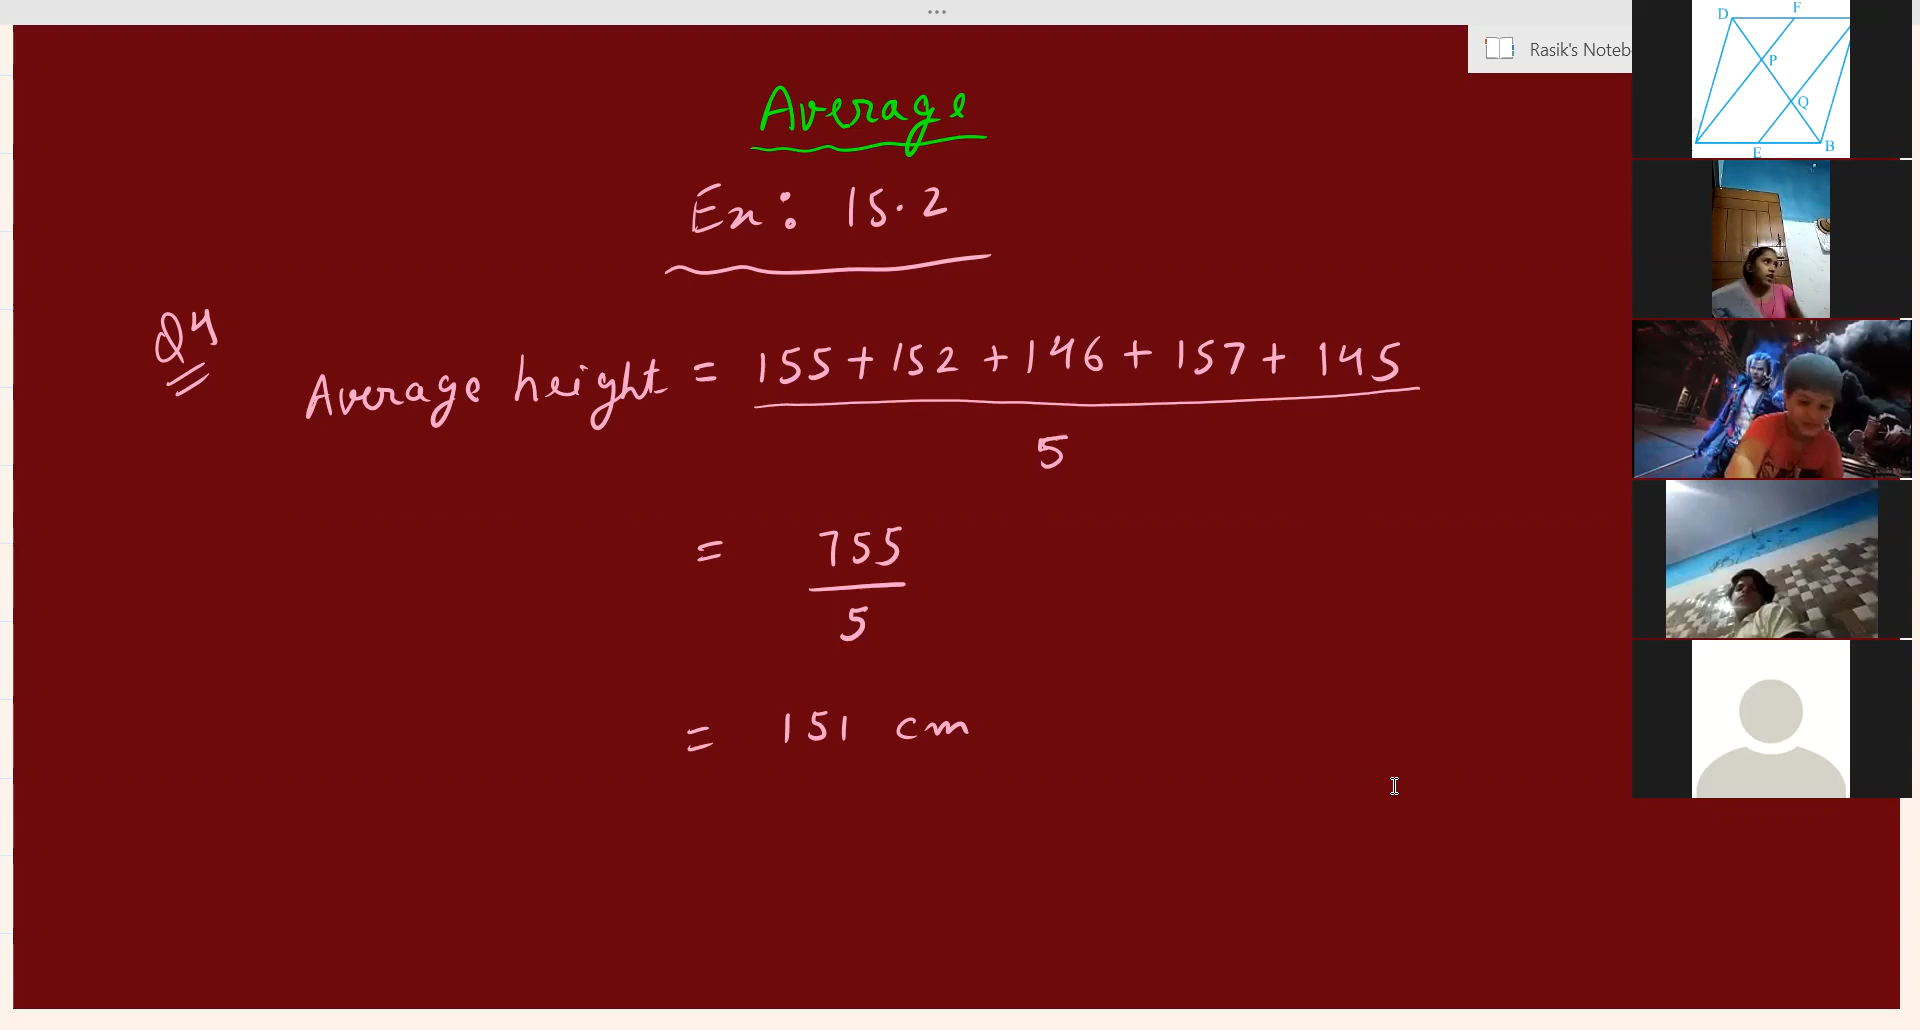 Rasik's Noteb
Average
Ex: 15.2
Q4
Average height = 155+152+146+157+145
5
= 755
5
= 151 cm
D F
P
Q
E B